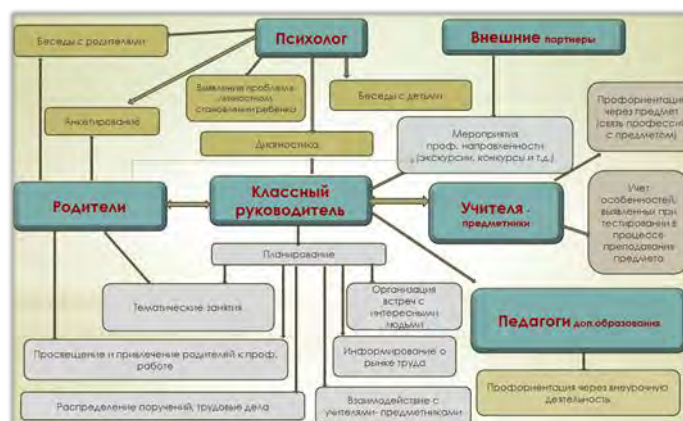 Беседы с родителями
Психолог
Внешние партнеры
Выявление проблем в
личностном
становлении ребенка
Беседы с детьми
Анкетирование
Диагностика
Мероприятия
проф. направленности
(экскурсии, конкурсы и т.д.)
Профориентация
через предмет
(связь профессий
с предметом)
Родители
Классный
руководитель
Учителя -
предметники
Учет
особенностей,
выявленных при
тестировании в
процессе
преподавания
предмета
Планирование
Тематические занятия
Организация
встреч с
интересными
людьми
Педагоги доп.образования
Просвещение и привлечение родителей к проф.
работе
Информирование о
рынке труда
Профориентация через внеурочную
деятельность
Распределение поручений, трудовые дела
Взаимодействие с
учителями- предметниками